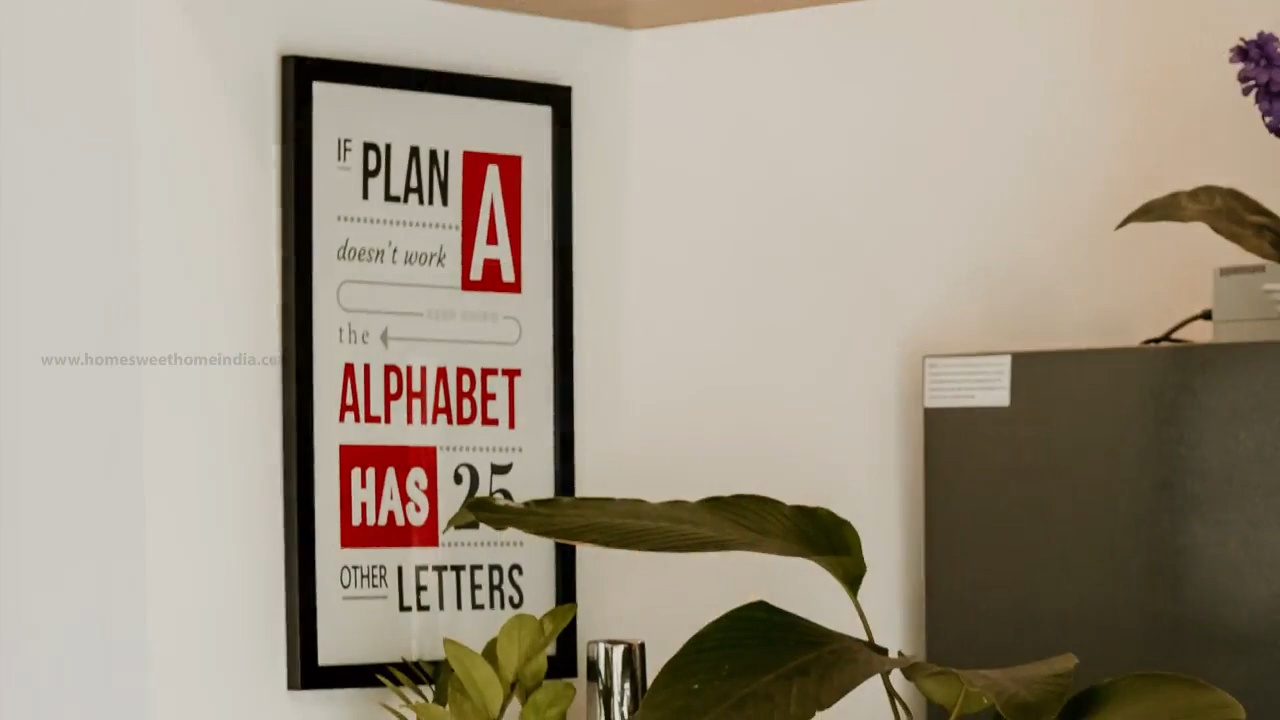 IF PLAN A
doesn't work
the
ALPHABET
HAS 25
OTHER LETTERS
www.homesweethomeindia.co